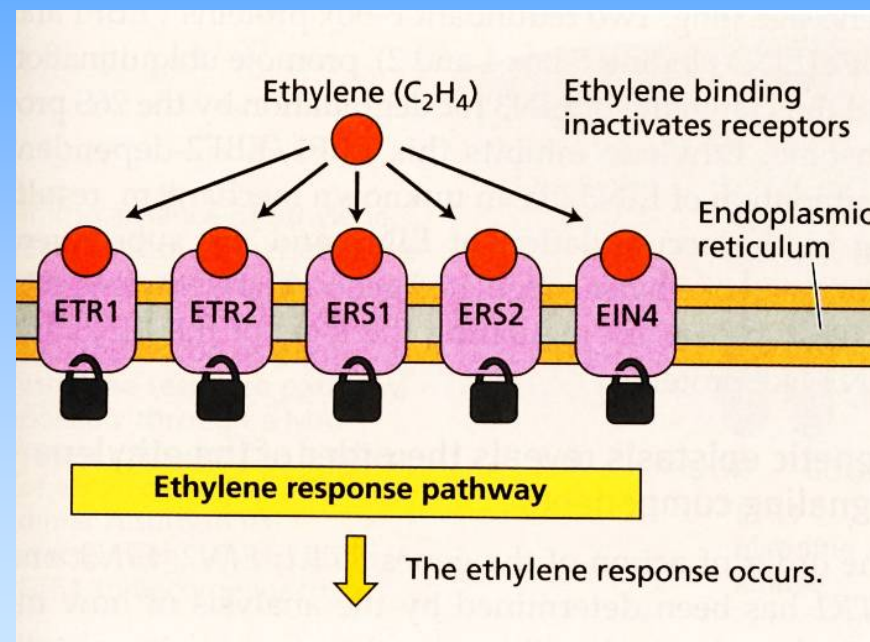 Ethylene (C₂H₄)
Ethylene binding
inactivates receptors
Endoplasmic
reticulum
ETR1 ETR2 ERS1 ERS2 EIN4
Ethylene response pathway
The ethylene response occurs.